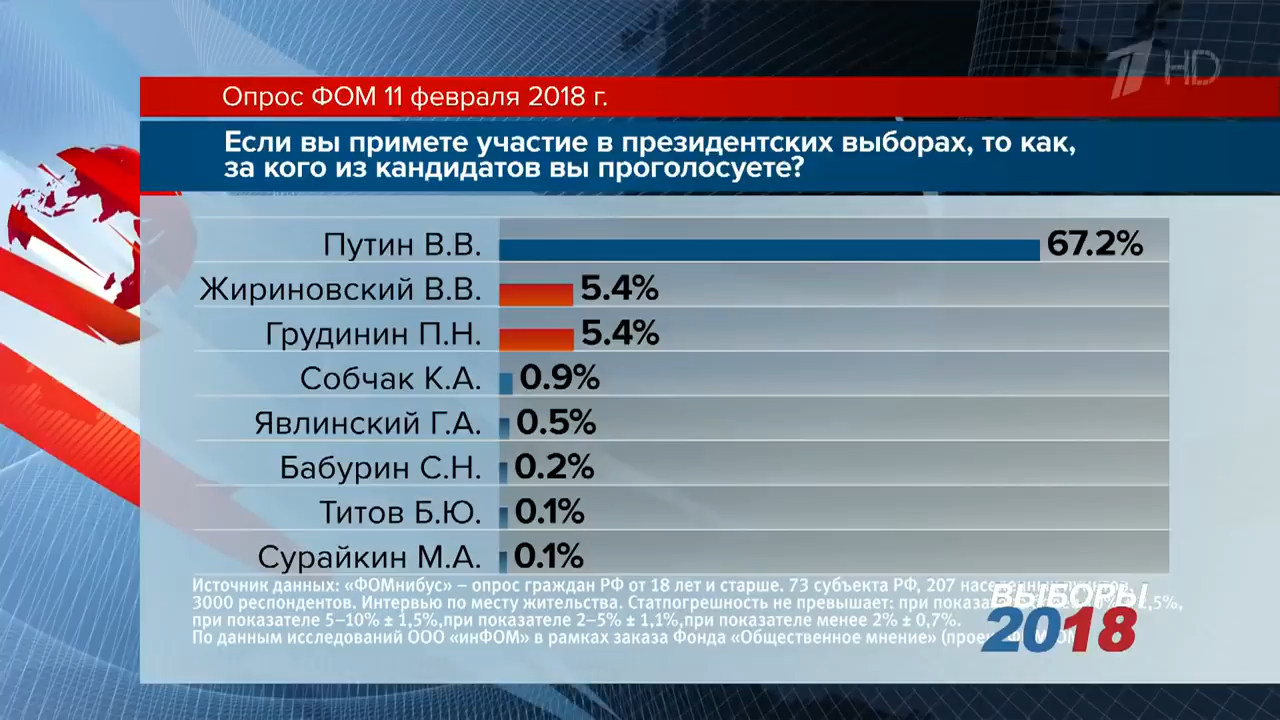 1 HD
Опрос ФОМ 11 февраля 2018 г.
Если вы примете участие в президентских выборах, то как,
за кого из кандидатов вы проголосуете?
Путин В.В. 67.2%
Жириновский В.В. 5.4%
Грудинин П.Н. 5.4%
Собчак К.А. 0.9%
Явлинский Г.А. 0.5%
Бабурин С.Н. 0.2%
Титов Б.Ю. 0.1%
Сурайкин М.А. 0.1%
Источник данных: «ФОМнибус» – опрос граждан РФ от 18 лет и старше. 73 субъекта РФ, 207
3000 респондентов. Интервью по месту жительства. Статпогрешность не превышает: при
при показателе 5–10% ± 1,5%,при показателе 2–5% ± 1,1%,при показателе менее 2% ± 0,7%.
По данным исследований ООО «инФОМ» в рамках заказа Фонда «Общественное мнение»
ВЫБОРЫ
2018